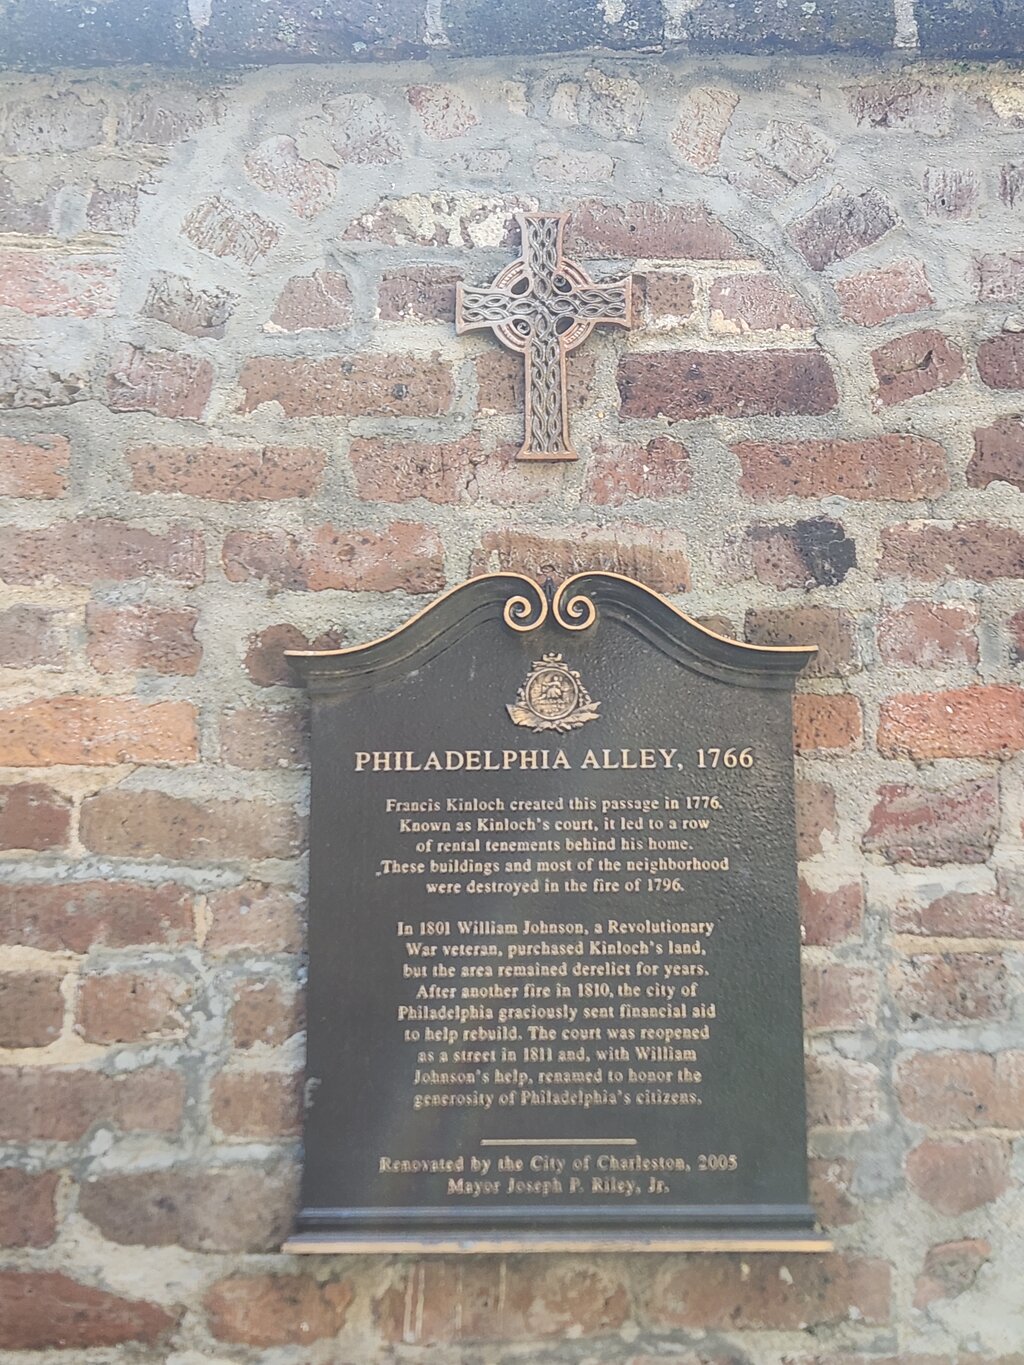 PHILADELPHIA ALLEY, 1766
Francis Kinloch created this passage in 1776.
Known as Kinloch's court, it led to a row
of rental tenements behind his home.
These buildings and most of the neighborhood
were destroyed in the fire of 1796.
In 1801 William Johnson, a Revolutionary
War veteran, purchased Kinloch's land,
but the area remained derelict for years.
After another fire in 1810, the city of
Philadelphia graciously sent financial aid
to help rebuild. The court was reopened
as a street in 1811 and, with William
Johnson's help, renamed to honor the
generosity of Philadelphia's citizens.
Renovated by the City of Charleston, 2005
Mayor Joseph P. Riley, Jr.